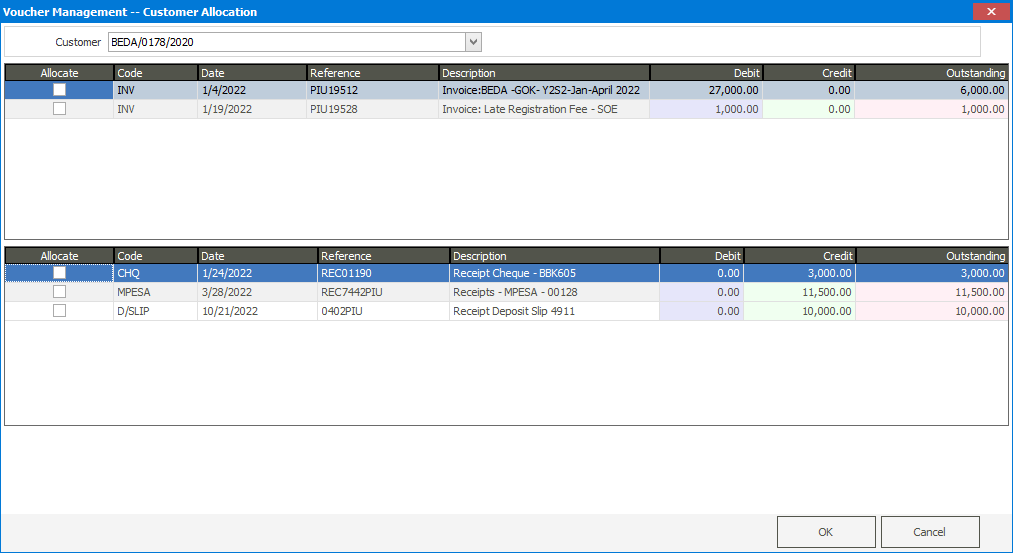 Voucher Management -- Customer Allocation
Customer BEDA/0178/2020
Allocate Code Date Reference Description Debit Credit Outstanding
INV 1/4/2022 PIU19512 Invoice:BEDA -GOK- Y2S2-Jan-April 2022 27,000.00 0.00 6,000.00
INV 1/19/2022 PIU19528 Invoice: Late Registration Fee - SOE 1,000.00 0.00 1,000.00
Allocate Code Date Reference Description Debit Credit Outstanding
CHQ 1/24/2022 REC01190 Receipt Cheque - BBK605 0.00 3,000.00 3,000.00
MPESA 3/28/2022 REC7442PIU Receipts - MPESA - 00128 0.00 11,500.00 11,500.00
D/SLIP 10/21/2022 0402PIU Receipt Deposit Slip 4911 0.00 10,000.00 10,000.00
OK Cancel